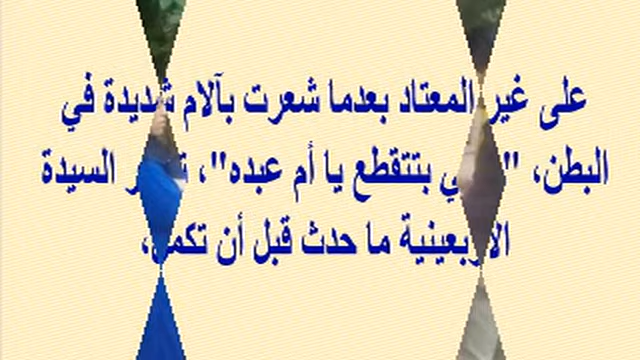 على غير المعتاد بعدما شعرت بآلام شديدة في
البطن، " بتتقطع يا أم عبده"، السيدة
الأربعينية ما حدث قبل أن تكمل،